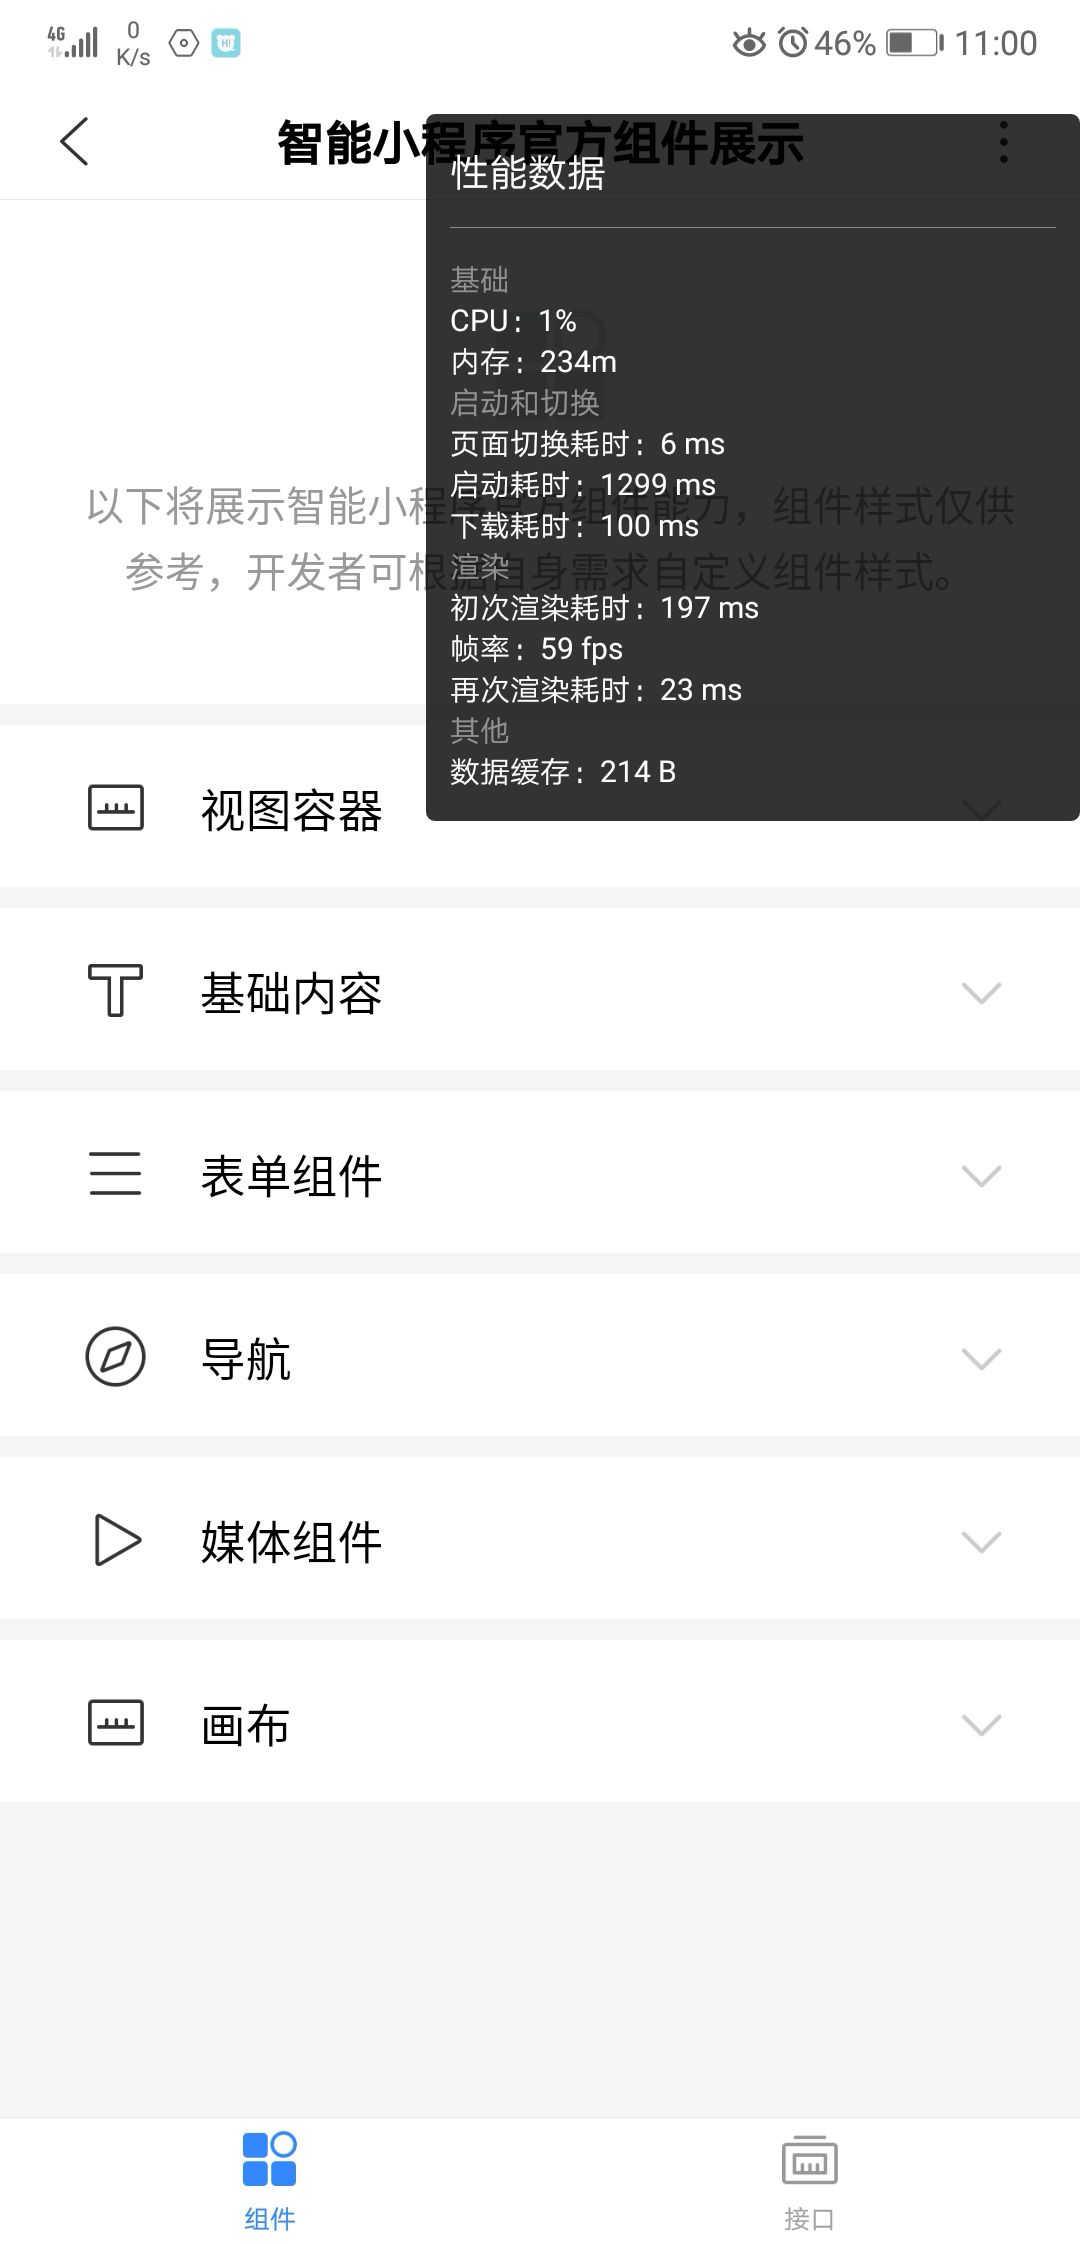 4G
0
K/s
HI
46%
11:00
智能小程序官方组件展示
性能数据
基础
CPU：1%
内存：234m
启动和切换
页面切换耗时：6 ms
启动耗时：1299 ms
下载耗时：100 ms
渲染
初次渲染耗时：197 ms
帧率：59 fps
再次渲染耗时：23 ms
其他
数据缓存：214 B
以下将展示智能小程序官方组件能力，组件样式仅供
参考，开发者可根据自身需求自定义组件样式。
视图容器
基础内容
表单组件
导航
媒体组件
画布
组件
接口